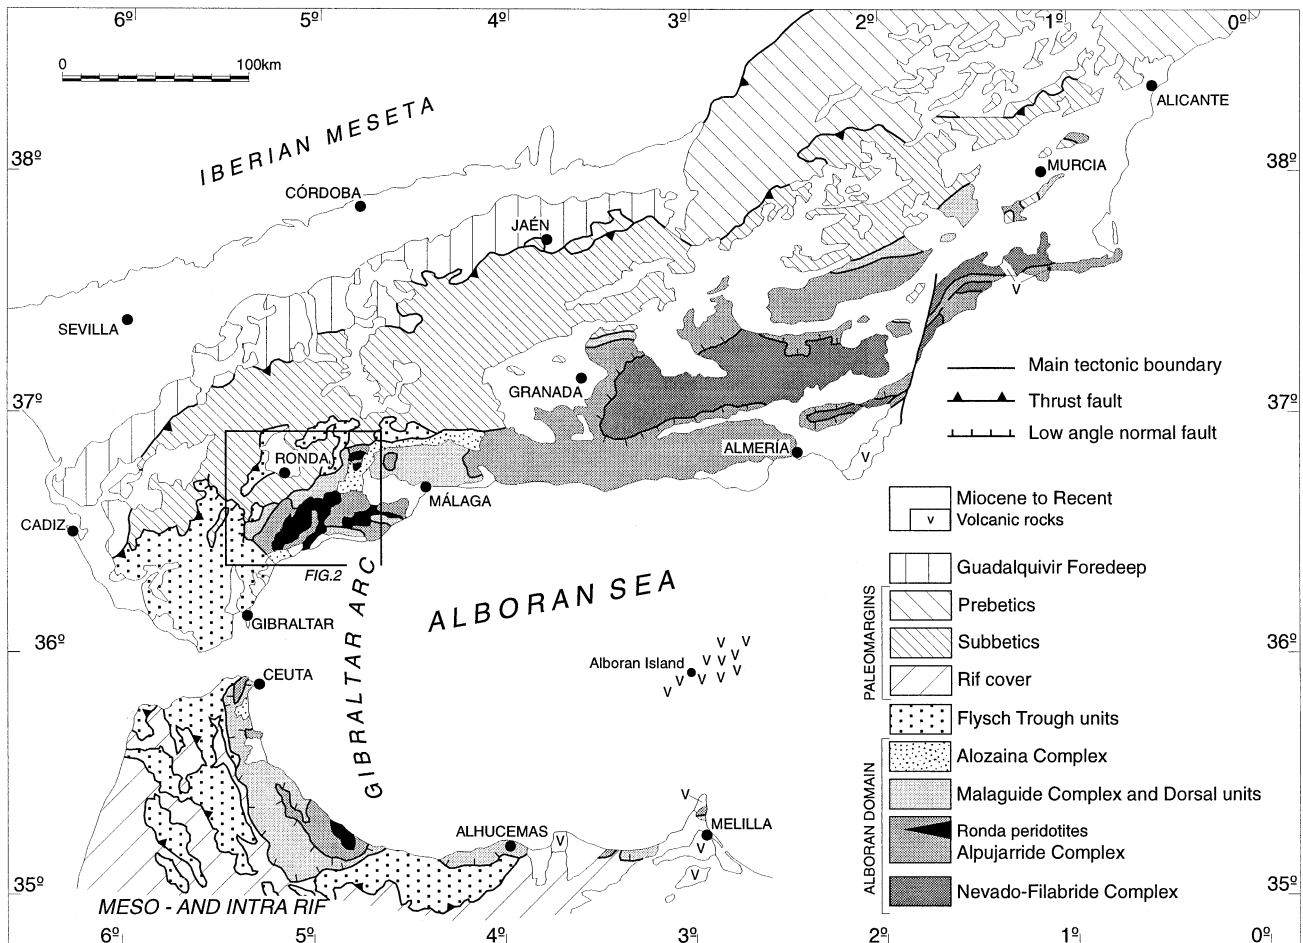 6º 5º 4º 3º 2º 1º 0º
0 100km
IBERIAN MESETA
ALICANTE
38º 38º
MURCIA
CÓRDOBA
JAÉN
SEVILLA
V
GRANADA
Main tectonic boundary
Thrust fault
Low angle normal fault
37º 37º
ALMERÍA
V
RONDA
MÁLAGA
CADIZ
FIG.2
GIBRALTAR ARC
ALBORAN SEA
GIBRALTAR
36º 36º
Alboran Island
V V
V V V
V V V V V
CEUTA
Miocene to Recent
V Volcanic rocks
Guadalquivir Foredeep
PALEOMARGINS
Prebetics
Subbetics
Rif cover
Flysch Trough units
ALBORAN DOMAIN
Alozaina Complex
Malaguide Complex and Dorsal units
Ronda peridotites
Alpujarride Complex
Nevado-Filabride Complex
V
ALHUCEMAS
V
MELILLA
V
V
35º 35º
MESO - AND INTRA RIF
6º 5º 4º 3º 2º 1º 0º